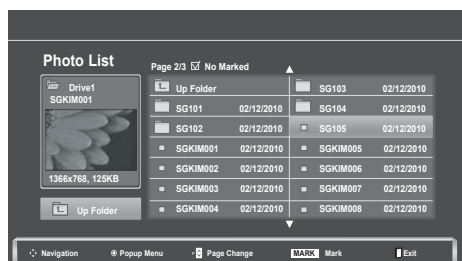 Photo List
Page 2/3 No Marked
Drive1
SGKIM001
1366x768, 125KB
Up Folder
Up Folder
SG101 02/12/2010
SG102 02/12/2010
SGKIM001 02/12/2010
SGKIM002 02/12/2010
SGKIM003 02/12/2010
SGKIM004 02/12/2010
SG103 02/12/2010
SG104 02/12/2010
SG105 02/12/2010
SGKIM005 02/12/2010
SGKIM006 02/12/2010
SGKIM007 02/12/2010
SGKIM008 02/12/2010
Navigation Popup Menu Page Change MARK Mark Exit